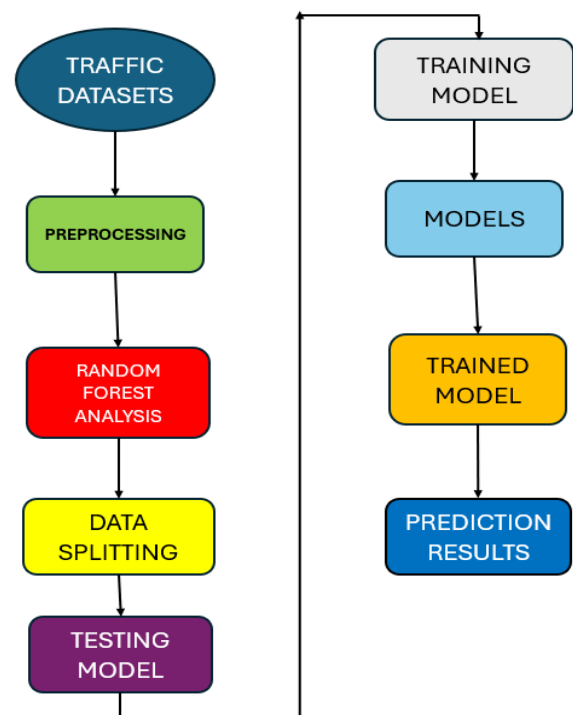 TRAFFIC
DATASETS
PREPROCESSING
RANDOM
FOREST
ANALYSIS
DATA
SPLITTING
TESTING
MODEL
TRAINING
MODEL
MODELS
TRAINED
MODEL
PREDICTION
RESULTS